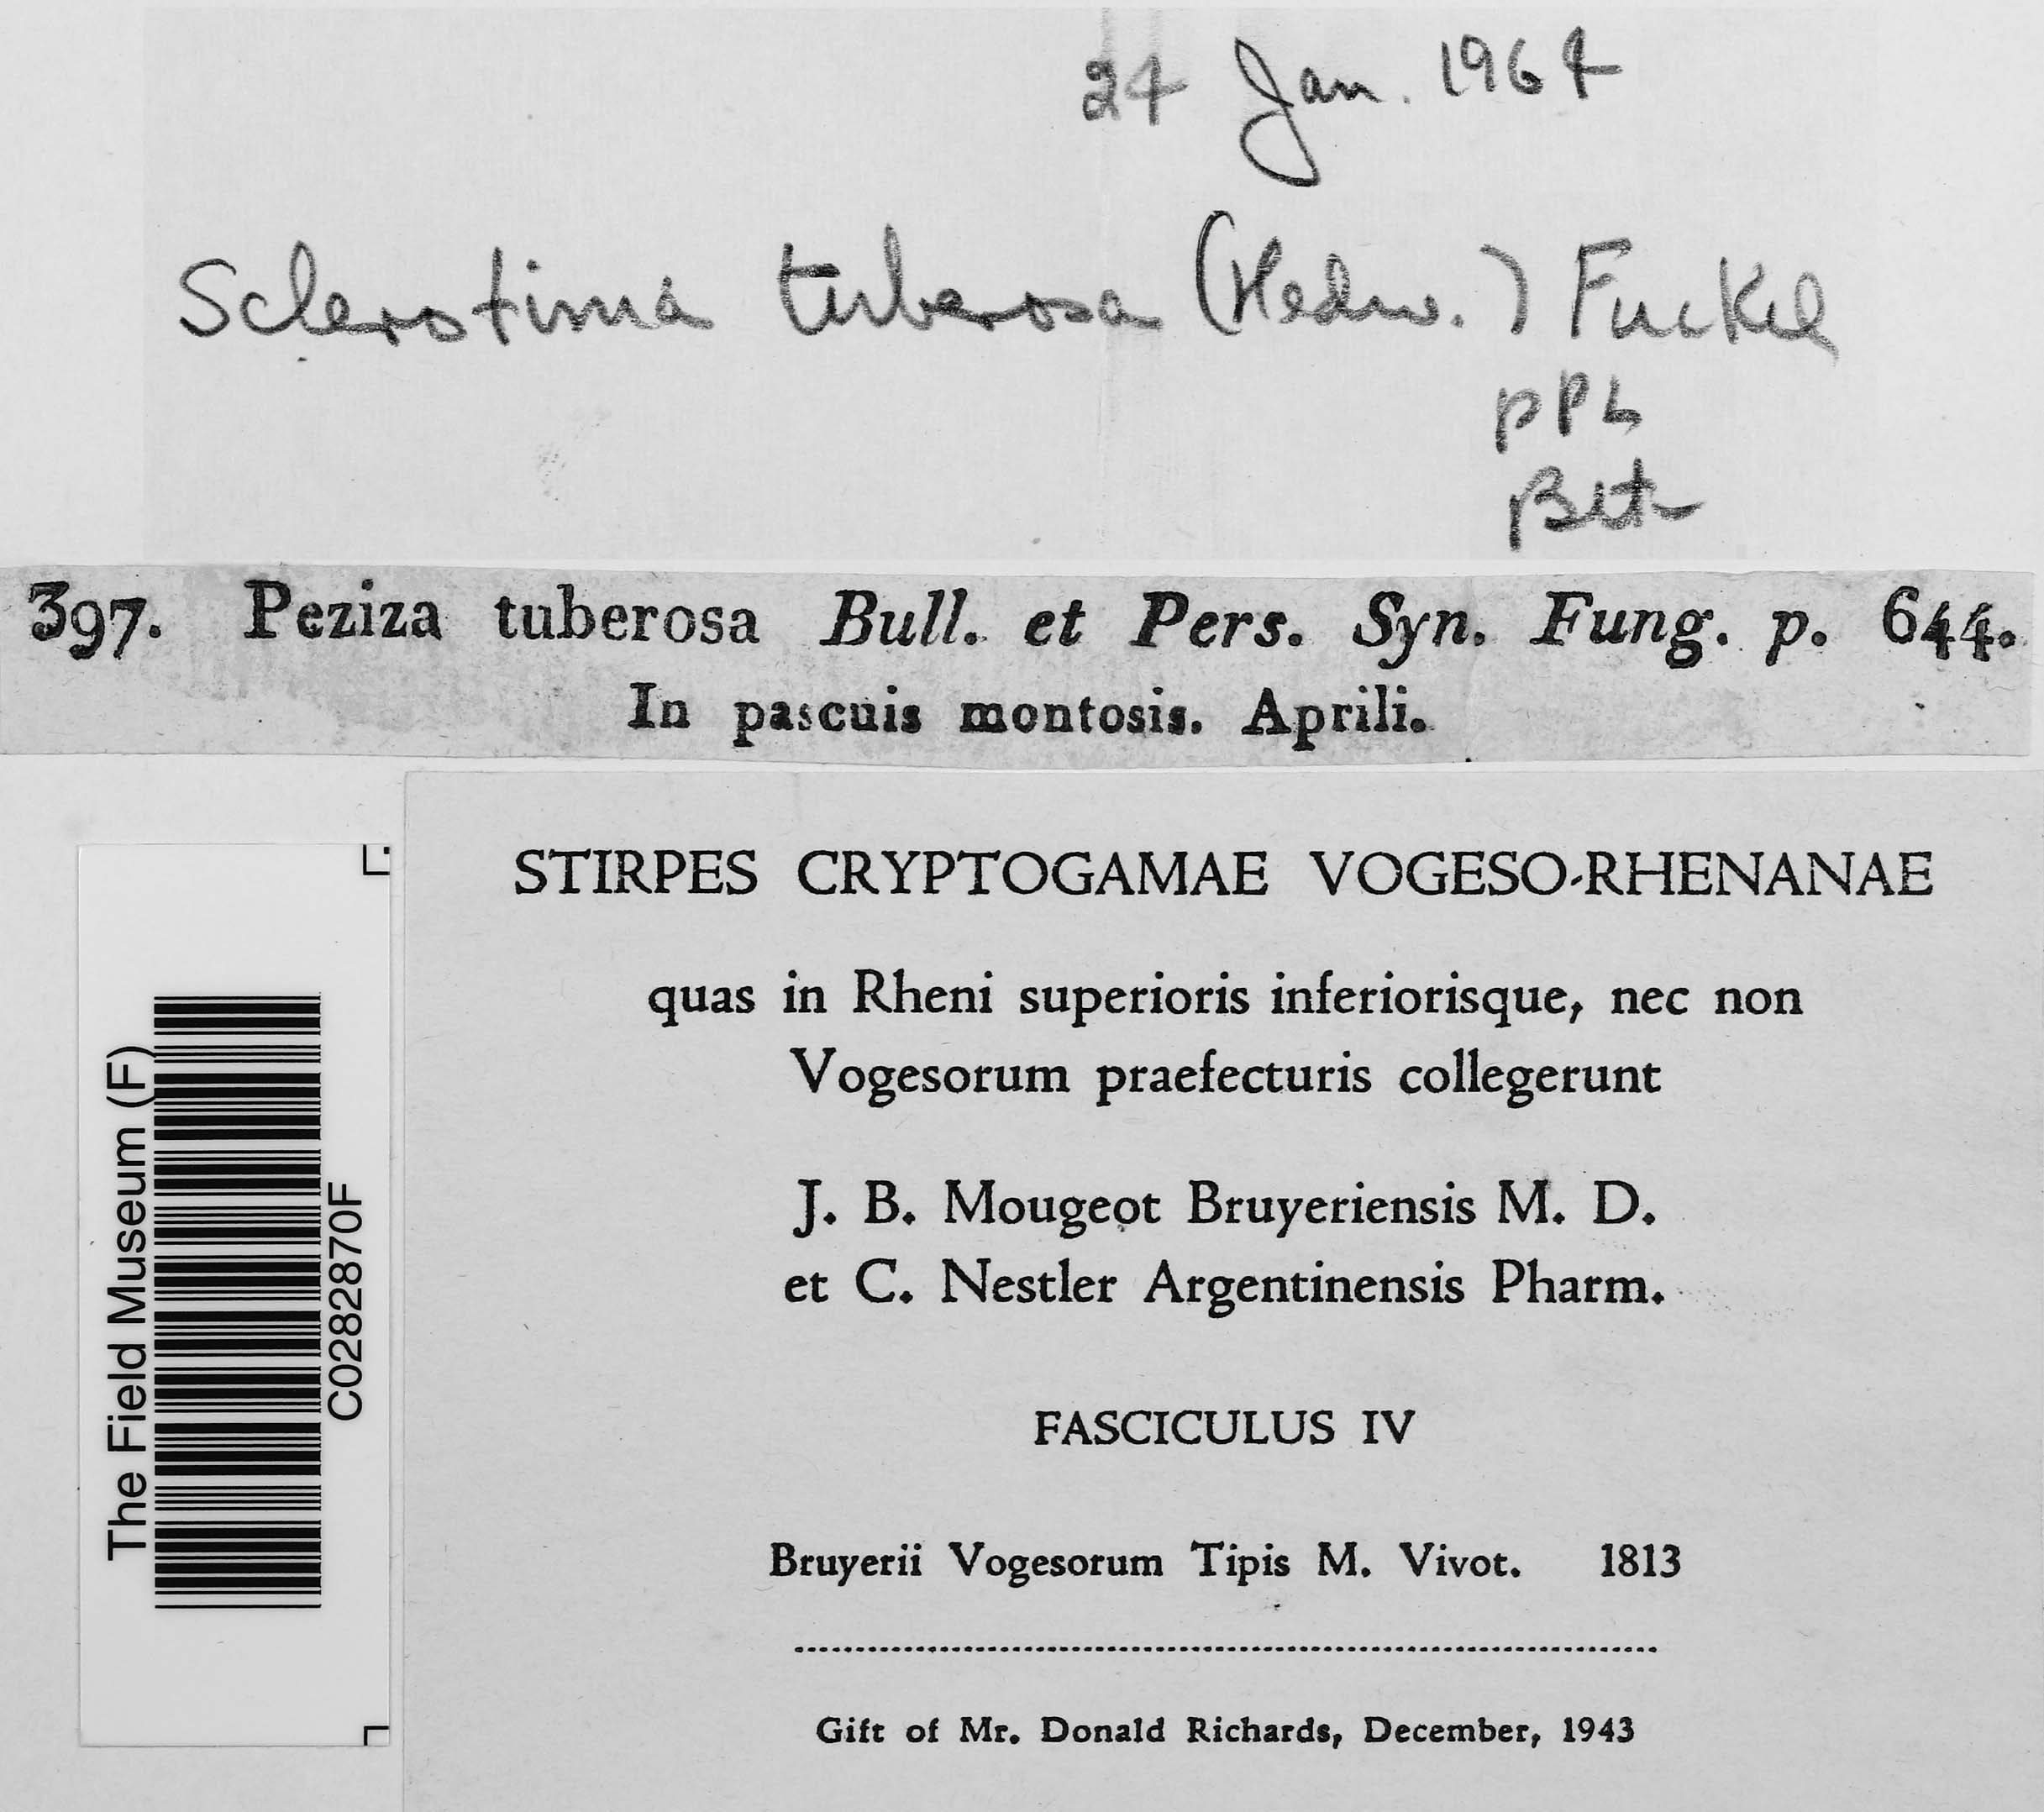 24 Jan. 1964
Sclerotinia tuberosa (Hedw.) Fuckel
397. Peziza tuberosa Bull. et Pers. Syn. Fung. p. 644.
In pascuis montosis. Aprili.
STIRPES CRYPTOGAMAE VOGESO-RHENANAE
quas in Rheni superioris inferiorisque, nec non
Vogesorum praefecturis collegerunt
J. B. Mougeot Bruyeriensis M. D.
et C. Nestler Argentinensis Pharm.
FASCICULUS IV
Bruyerii Vogesorum Tipis M. Vivot. 1813
Gift of Mr. Donald Richards, December, 1943
The Field Museum (F)
C0282870F